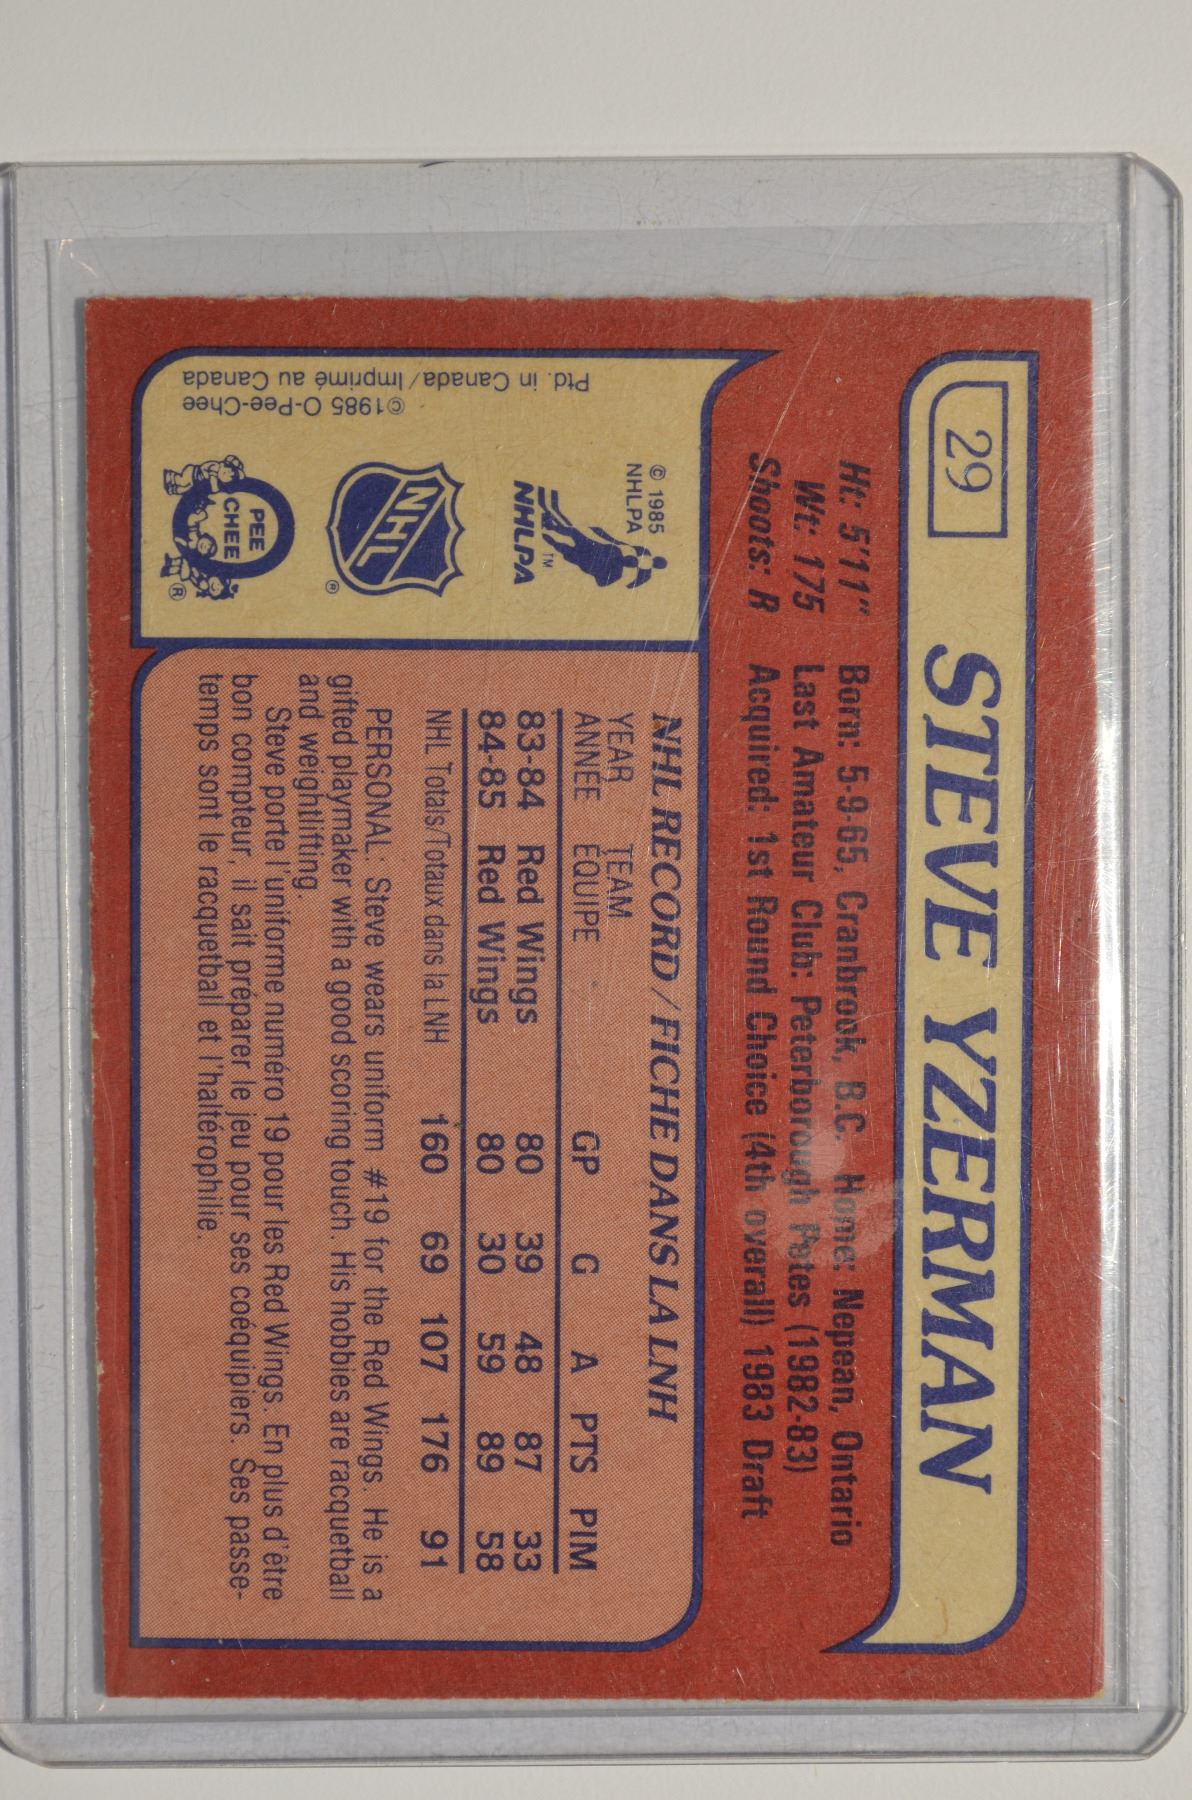 29
STEVE YZERMAN
Ht: 5'11" Born: 5-9-65, Cranbrook, B.C. Home: Nepean, Ontario
Wt: 175 Last Amateur Club: Peterborough Petes (1982-83)
Shoots: R Acquired: 1st Round Choice (4th overall) 1983 Draft
NHL RECORD/FICHE DANS LA LNH
YEAR TEAM
ANNÉE ÉQUIPE GP G A PTS PIM
83-84 Red Wings 80 39 48 87 33
84-85 Red Wings 80 30 59 89 58
NHL Totals/Totaux dans la LNH 160 69 107 176 91
PERSONAL: Steve wears uniform #19 for the Red Wings. He is a
gifted playmaker with a good scoring touch. His hobbies are racquetball
and weightlifting.
Steve porte l'uniforme numéro 19 pour les Red Wings. En plus d'être
bon compteur, il sait préparer le jeu pour ses coéquipiers. Ses passe-
temps sont le racquetball et l'haltérophilie.
© 1985
NHLPA
TM
NHLPA
NHL
®
PEE
CHEE
®
©1985 O-Pee-Chee
Ptd. in Canada/Imprimé au Canada